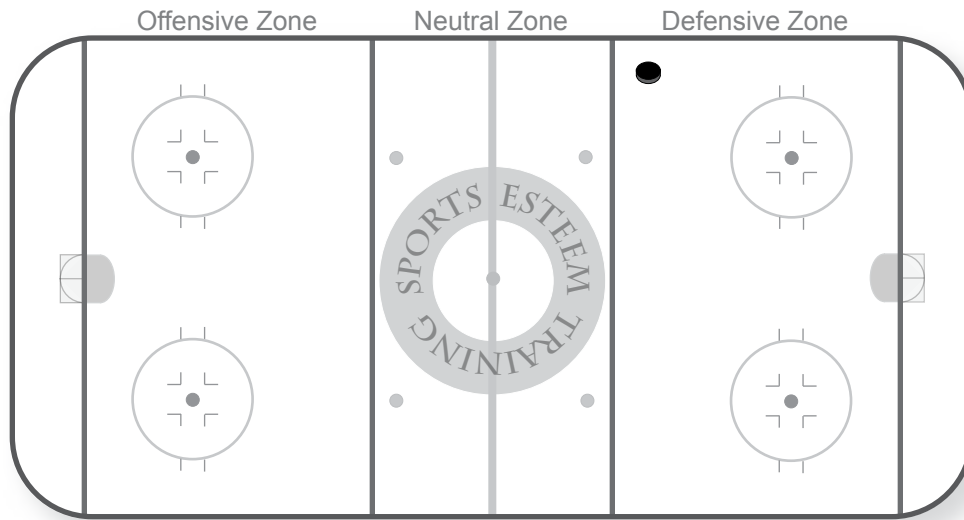 Offensive Zone Neutral Zone Defensive Zone
SPORTS ESTEEM TRAINING